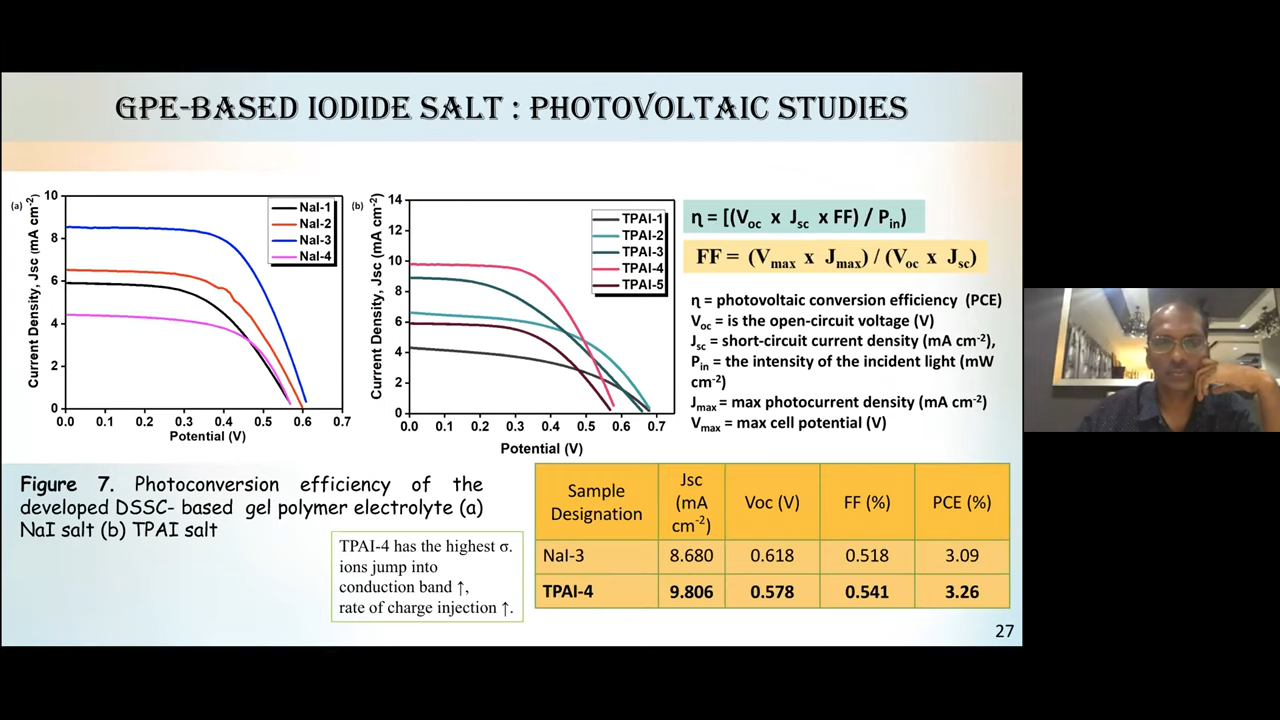 GPE-BASED IODIDE SALT : PHOTOVOLTAIC STUDIES
(a)
10
8
6
4
2
0
0.0 0.1 0.2 0.3 0.4 0.5 0.6 0.7
Current Density, Jsc (mA cm-2)
Potential (V)
NaI-1
NaI-2
NaI-3
NaI-4
(b)
14
12
10
8
6
4
2
0
0.0 0.1 0.2 0.3 0.4 0.5 0.6 0.7
Current Density, Jsc (mA cm-2)
Potential (V)
TPAI-1
TPAI-2
TPAI-3
TPAI-4
TPAI-5
η = [(Voc x Jsc x FF) / Pin)
FF = (Vmax x Jmax) / (Voc x Jsc)
η = photovoltaic conversion efficiency (PCE)
Voc = is the open-circuit voltage (V)
Jsc = short-circuit current density (mA cm-2),
Pin = the intensity of the incident light (mW
cm-2)
Jmax = max photocurrent density (mA cm-2)
Vmax = max cell potential (V)
Figure 7. Photoconversion efficiency of the
developed DSSC- based gel polymer electrolyte (a)
NaI salt (b) TPAI salt
TPAI-4 has the highest σ.
ions jump into
conduction band ↑,
rate of charge injection ↑.
Sample Designation Jsc (mA cm-2) Voc (V) FF (%) PCE (%)
NaI-3 8.680 0.618 0.518 3.09
TPAI-4 9.806 0.578 0.541 3.26
27